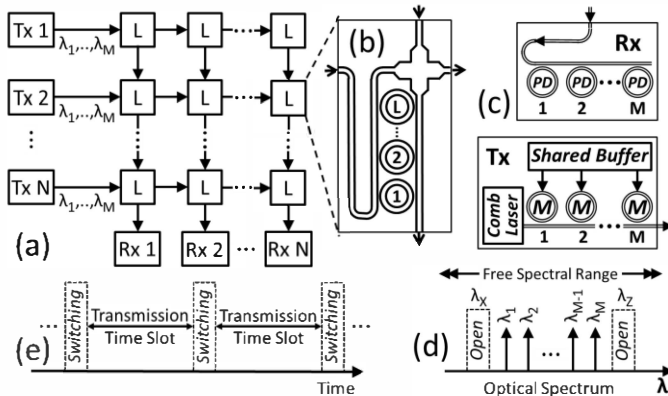 Tx 1
λ1,..,λM
L
L
L
Tx 2
λ1,..,λM
L
L
L
Tx N
λ1,..,λM
L
L
L
Rx 1
Rx 2
Rx N
(a)
(b)
L
2
1
Rx
(c)
PD
PD
PD
1
2
M
Tx
Shared Buffer
Comb
Laser
M
M
M
1
2
M
Free Spectral Range
λX
λ1
λ2
λM-1
λM
λZ
Open
Open
...
(d)
Optical Spectrum
λ
(e)
...
Switching
Transmission
Time Slot
Switching
Transmission
Time Slot
Switching
...
Time